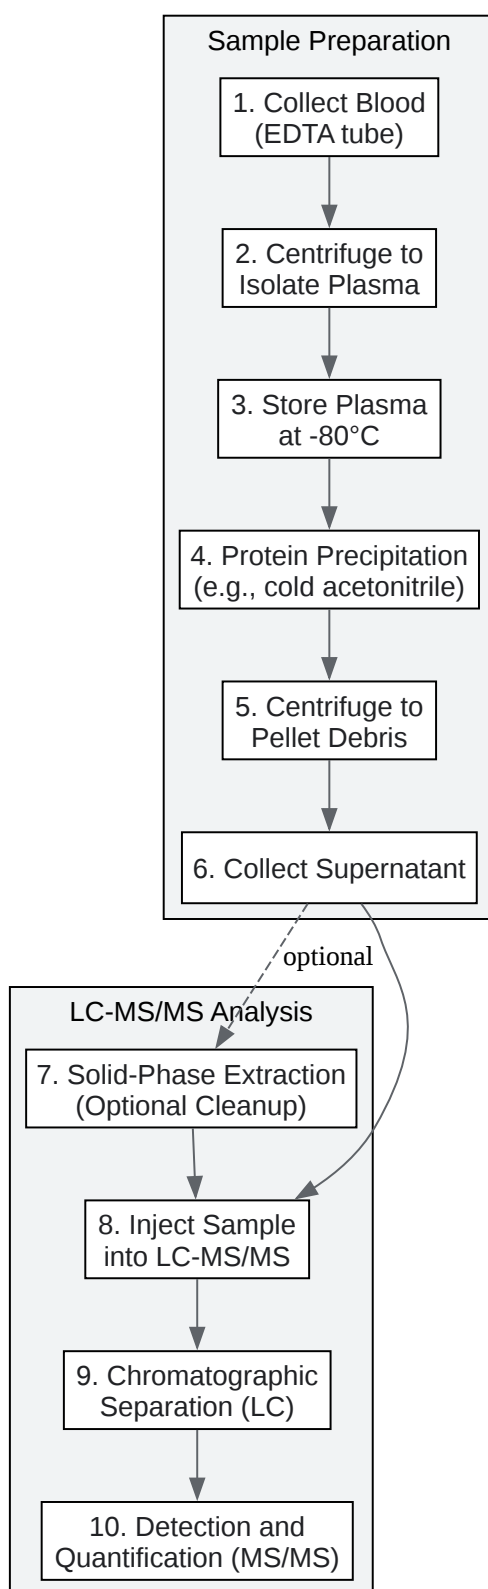 Sample Preparation
1. Collect Blood
(EDTA tube)
2. Centrifuge to
Isolate Plasma
3. Store Plasma
at -80°C
4. Protein Precipitation
(e.g., cold acetonitrile)
5. Centrifuge to
Pellet Debris
6. Collect Supernatant
optional
LC-MS/MS Analysis
7. Solid-Phase Extraction
(Optional Cleanup)
8. Inject Sample
into LC-MS/MS
9. Chromatographic
Separation (LC)
10. Detection and
Quantification (MS/MS)